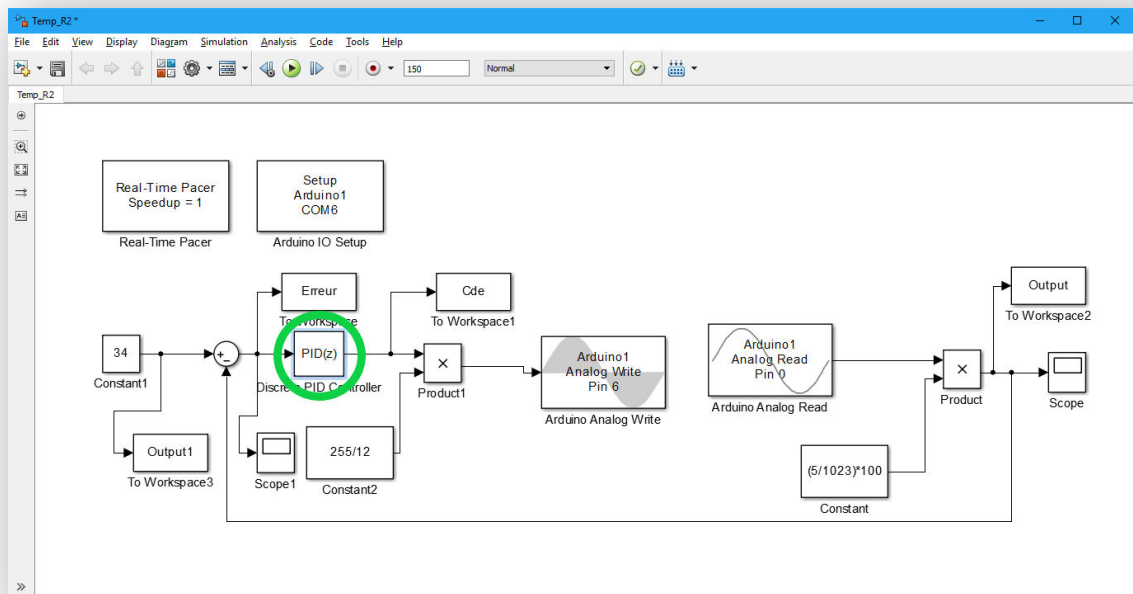 Temp_R2 *
File Edit View Display Diagram Simulation Analysis Code Tools Help
150 Normal
Temp_R2
Real-Time Pacer
Speedup = 1
Real-Time Pacer
Setup
Arduino1
COM6
Arduino IO Setup
Erreur
To Workspace
Cde
To Workspace1
Output
To Workspace2
34
Constant1
+
-
PID(z)
Discrete PID Controller
×
Product1
Arduino1
Analog Write
Pin 6
Arduino Analog Write
Arduino1
Analog Read
Pin 0
Arduino Analog Read
×
Product
Scope
Output1
To Workspace3
Scope1
255/12
Constant2
(5/1023)*100
Constant